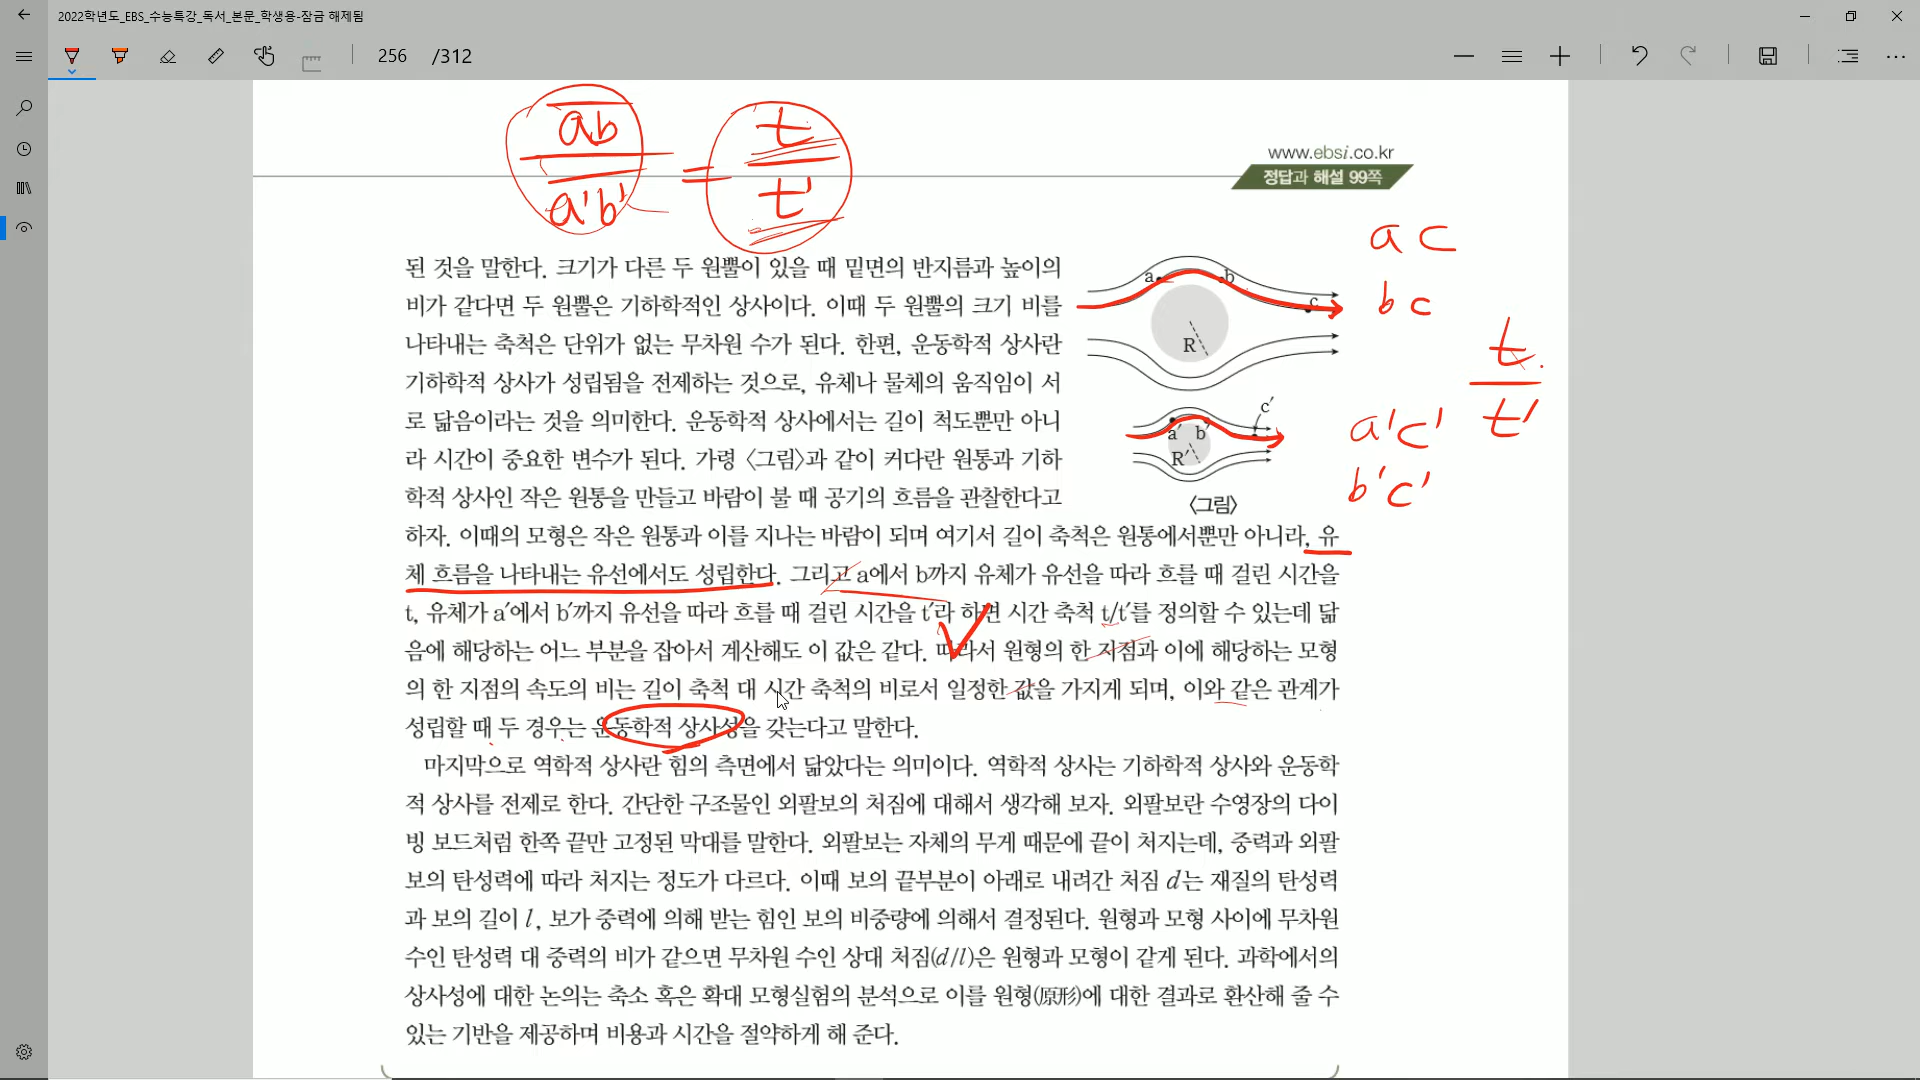 2022학년도_EBS_수능특강_독서_본문_학생용-잠금 해제됨
256 /312
ab
a'b'
=
t
t'
www.ebsi.co.kr
정답과 해설 99쪽
a c
b c
t
t'
a'c'
b'c'
a b c
R
c'
a' b'
R'
〈그림〉
된 것을 말한다. 크기가 다른 두 원뿔이 있을 때 밑면의 반지름과 높이의
비가 같다면 두 원뿔은 기하학적인 상사이다. 이때 두 원뿔의 크기 비를
나타내는 축척은 단위가 없는 무차원 수가 된다. 한편, 운동학적 상사란
기하학적 상사가 성립됨을 전제하는 것으로, 유체나 물체의 움직임이 서
로 닮음이라는 것을 의미한다. 운동학적 상사에서는 길이 척도뿐만 아니
라 시간이 중요한 변수가 된다. 가령 〈그림〉과 같이 커다란 원통과 기하
학적 상사인 작은 원통을 만들고 바람이 불 때 공기의 흐름을 관찰한다고
하자. 이때의 모형은 작은 원통과 이를 지나는 바람이 되며 여기서 길이 축척은 원통에서뿐만 아니라, 유
체 흐름을 나타내는 유선에서도 성립한다. 그리고 a에서 b까지 유체가 유선을 따라 흐를 때 걸린 시간을
t, 유체가 a'에서 b'까지 유선을 따라 흐를 때 걸린 시간을 t'라 하면 시간 축척 t/t'를 정의할 수 있는데 닮
음에 해당하는 어느 부분을 잡아서 계산해도 이 값은 같다. 따라서 원형의 한 지점과 이에 해당하는 모형
의 한 지점의 속도의 비는 길이 축척 대 시간 축척의 비로서 일정한 값을 가지게 되며, 이와 같은 관계가
성립할 때 두 경우는 운동학적 상사성을 갖는다고 말한다.
마지막으로 역학적 상사란 힘의 측면에서 닮았다는 의미이다. 역학적 상사는 기하학적 상사와 운동학
적 상사를 전제로 한다. 간단한 구조물인 외팔보의 처짐에 대해서 생각해 보자. 외팔보란 수영장의 다이
빙 보드처럼 한쪽 끝만 고정된 막대를 말한다. 외팔보는 자체의 무게 때문에 끝이 처지는데, 중력과 외팔
보의 탄성력에 따라 처지는 정도가 다르다. 이때 보의 끝부분이 아래로 내려간 처짐 d는 재질의 탄성력
과 보의 길이 l, 보가 중력에 의해 받는 힘인 보의 비중량에 의해서 결정된다. 원형과 모형 사이에 무차원
수인 탄성력 대 중력의 비가 같으면 무차원 수인 상대 처짐(d/l)은 원형과 모형이 같게 된다. 과학에서의
상사성에 대한 논의는 축소 혹은 확대 모형실험의 분석으로 이를 원형(原形)에 대한 결과로 환산해 줄 수
있는 기반을 제공하며 비용과 시간을 절약하게 해 준다.